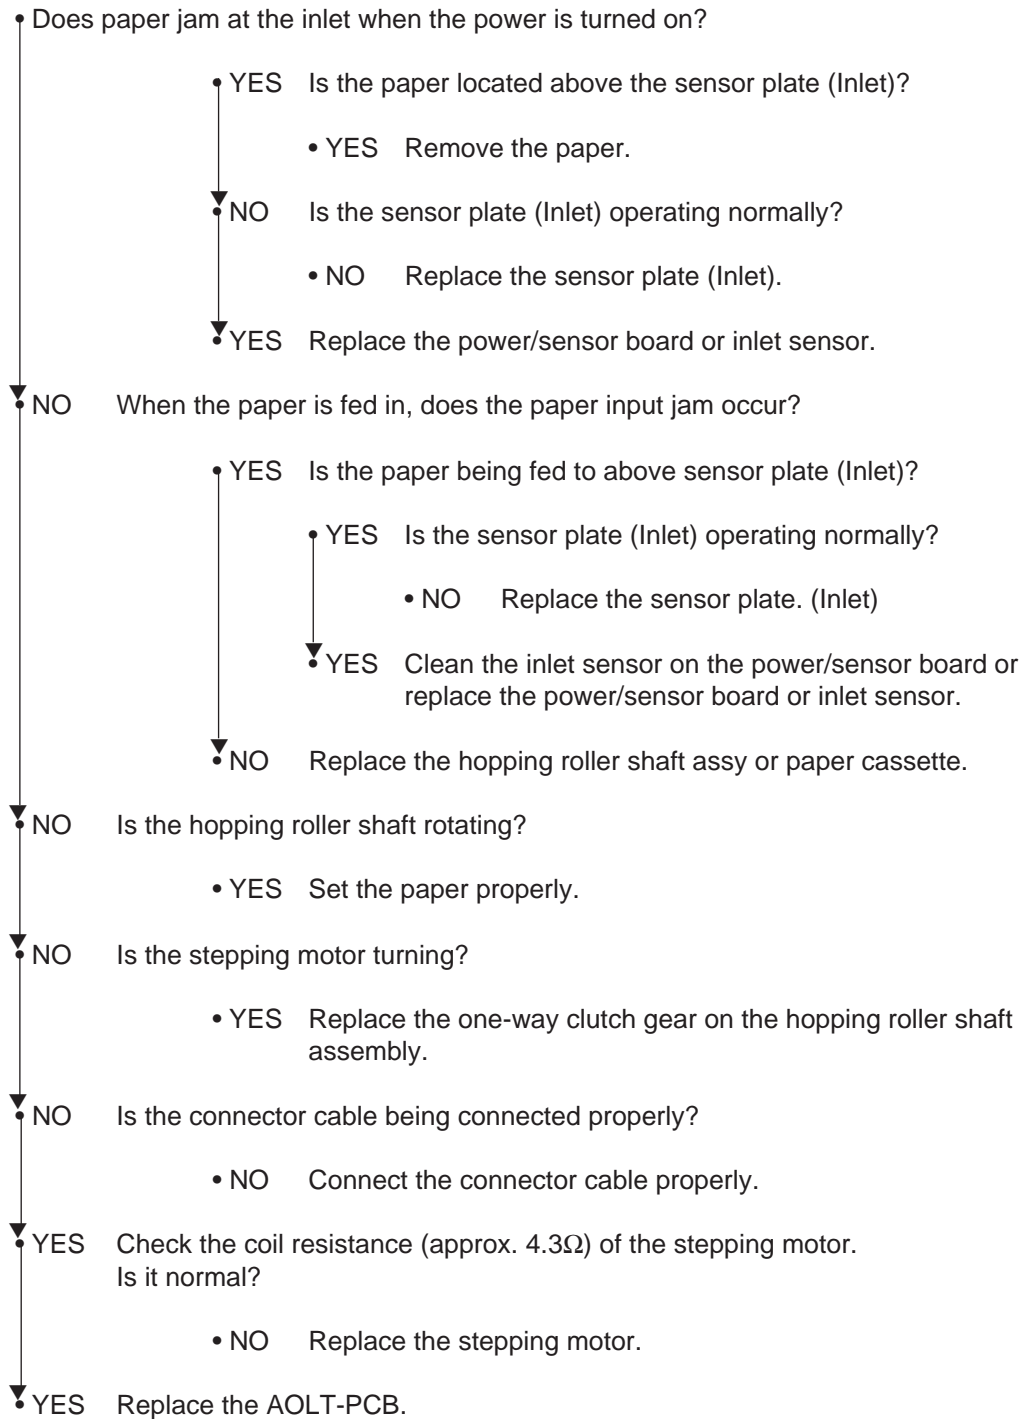 • Does paper jam at the inlet when the power is turned on?
• YES Is the paper located above the sensor plate (Inlet)?
• YES Remove the paper.
• NO Is the sensor plate (Inlet) operating normally?
• NO Replace the sensor plate (Inlet).
• YES Replace the power/sensor board or inlet sensor.
• NO When the paper is fed in, does the paper input jam occur?
• YES Is the paper being fed to above sensor plate (Inlet)?
• YES Is the sensor plate (Inlet) operating normally?
• NO Replace the sensor plate. (Inlet)
• YES Clean the inlet sensor on the power/sensor board or
replace the power/sensor board or inlet sensor.
• NO Replace the hopping roller shaft assy or paper cassette.
• NO Is the hopping roller shaft rotating?
• YES Set the paper properly.
• NO Is the stepping motor turning?
• YES Replace the one-way clutch gear on the hopping roller shaft
assembly.
• NO Is the connector cable being connected properly?
• NO Connect the connector cable properly.
• YES Check the coil resistance (approx. 4.3Ω) of the stepping motor.
Is it normal?
• NO Replace the stepping motor.
• YES Replace the AOLT-PCB.